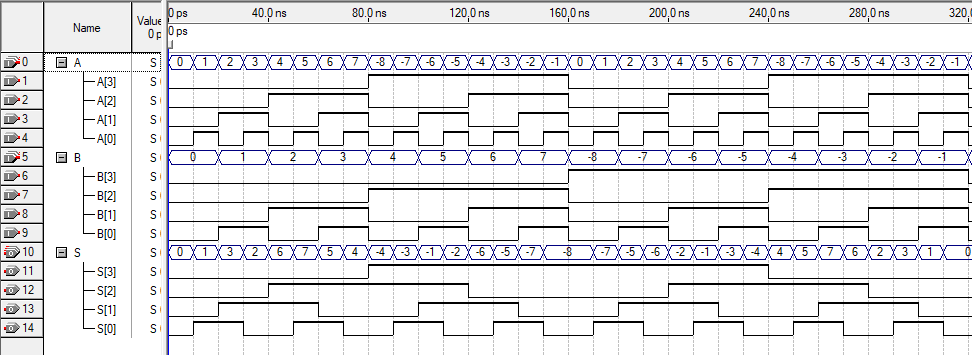 Name
Value
0 p
0 ps 40.0 ns 80.0 ns 120.0 ns 160.0 ns 200.0 ns 240.0 ns 280.0 ns 320.0
0 ps
0 A S 0 1 2 3 4 5 6 7 -8 -7 -6 -5 -4 -3 -2 -1 0 1 2 3 4 5 6 7 -8 -7 -6 -5 -4 -3 -2 -1
1 A[3] S
2 A[2] S
3 A[1] S
4 A[0] S
5 B S 0 1 2 3 4 5 6 7 -8 -7 -6 -5 -4 -3 -2 -1
6 B[3] S
7 B[2] S
8 B[1] S
9 B[0] S
10 S S 0 1 3 2 6 7 5 4 -4 -3 -1 -2 -6 -5 -7 -8 -7 -5 -6 -2 -1 -3 -4 4 5 7 6 2 3 1 0
11 S[3] S
12 S[2] S
13 S[1] S
14 S[0] S